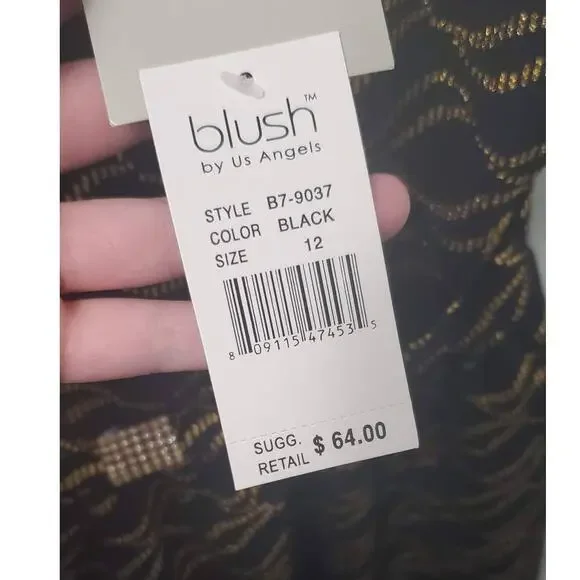 blush™
by Us Angels
STYLE B7-9037
COLOR BLACK
SIZE 12
8 09115 47453 5
SUGG. RETAIL $ 64.00